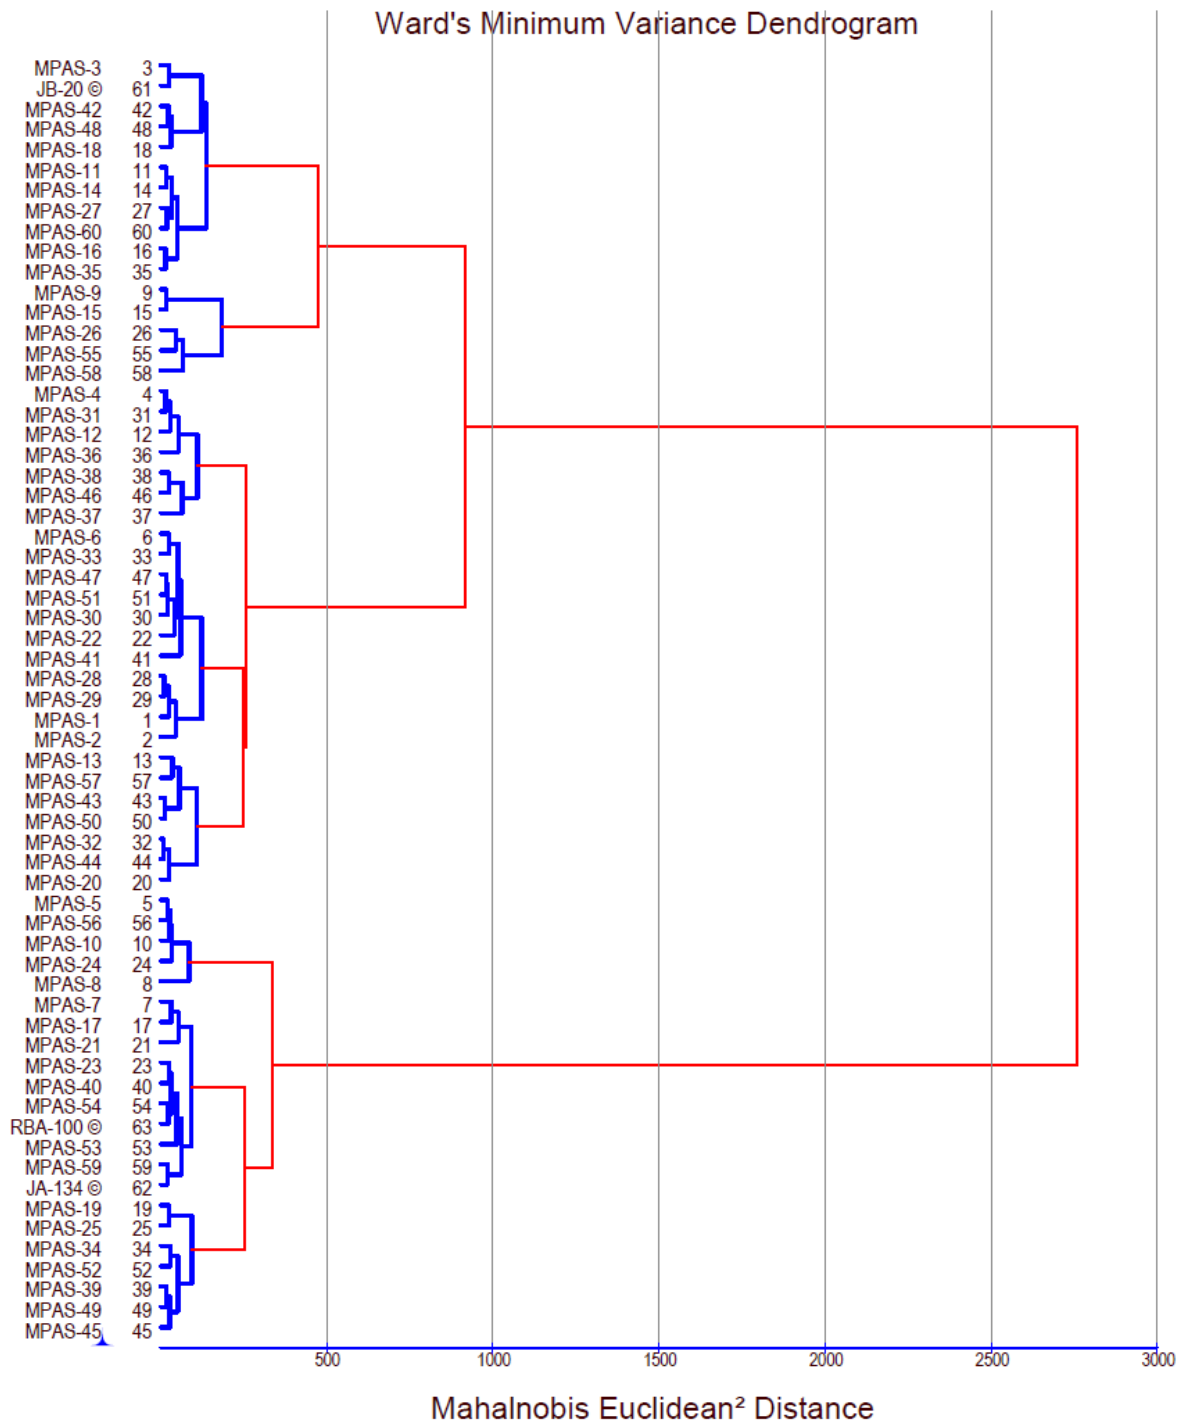 Ward's Minimum Variance Dendrogram
MPAS-3 3
JB-20 © 61
MPAS-42 42
MPAS-48 48
MPAS-18 18
MPAS-11 11
MPAS-14 14
MPAS-27 27
MPAS-60 60
MPAS-16 16
MPAS-35 35
MPAS-9 9
MPAS-15 15
MPAS-26 26
MPAS-55 55
MPAS-58 58
MPAS-4 4
MPAS-31 31
MPAS-12 12
MPAS-36 36
MPAS-38 38
MPAS-46 46
MPAS-37 37
MPAS-6 6
MPAS-33 33
MPAS-47 47
MPAS-51 51
MPAS-30 30
MPAS-22 22
MPAS-41 41
MPAS-28 28
MPAS-29 29
MPAS-1 1
MPAS-2 2
MPAS-13 13
MPAS-57 57
MPAS-43 43
MPAS-50 50
MPAS-32 32
MPAS-44 44
MPAS-20 20
MPAS-5 5
MPAS-56 56
MPAS-10 10
MPAS-24 24
MPAS-8 8
MPAS-7 7
MPAS-17 17
MPAS-21 21
MPAS-23 23
MPAS-40 40
MPAS-54 54
RBA-100 © 63
MPAS-53 53
MPAS-59 59
JA-134 © 62
MPAS-19 19
MPAS-25 25
MPAS-34 34
MPAS-52 52
MPAS-39 39
MPAS-49 49
MPAS-45 45
500 1000 1500 2000 2500 3000
Mahalnobis Euclidean² Distance